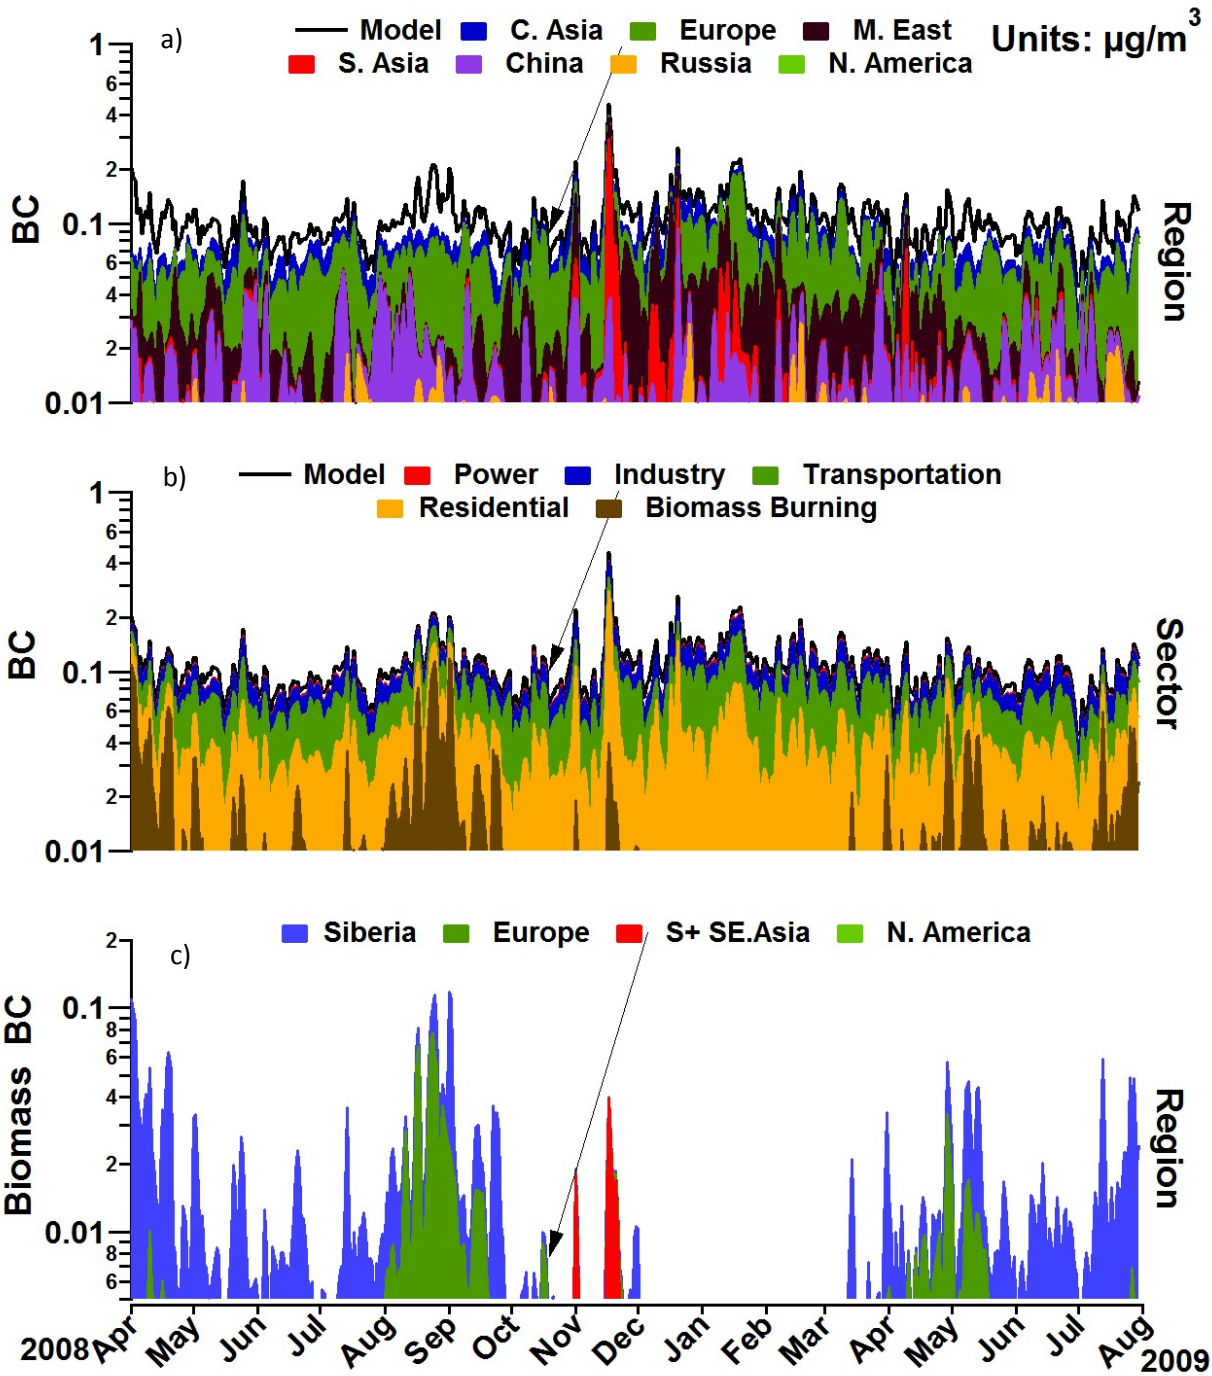 a)
Model C. Asia Europe M. East
S. Asia China Russia N. America
Units: µg/m³
1
6
4
2
0.1
6
4
2
0.01
BC
Region
b)
Model Power Industry Transportation
Residential Biomass Burning
1
6
4
2
0.1
6
4
2
0.01
BC
Sector
c)
Siberia Europe S+ SE.Asia N. America
2
0.1
8
6
4
2
0.01
8
6
Biomass BC
Region
2008 Apr May Jun Jul Aug Sep Oct Nov Dec Jan Feb Mar Apr May Jun Jul Aug 2009